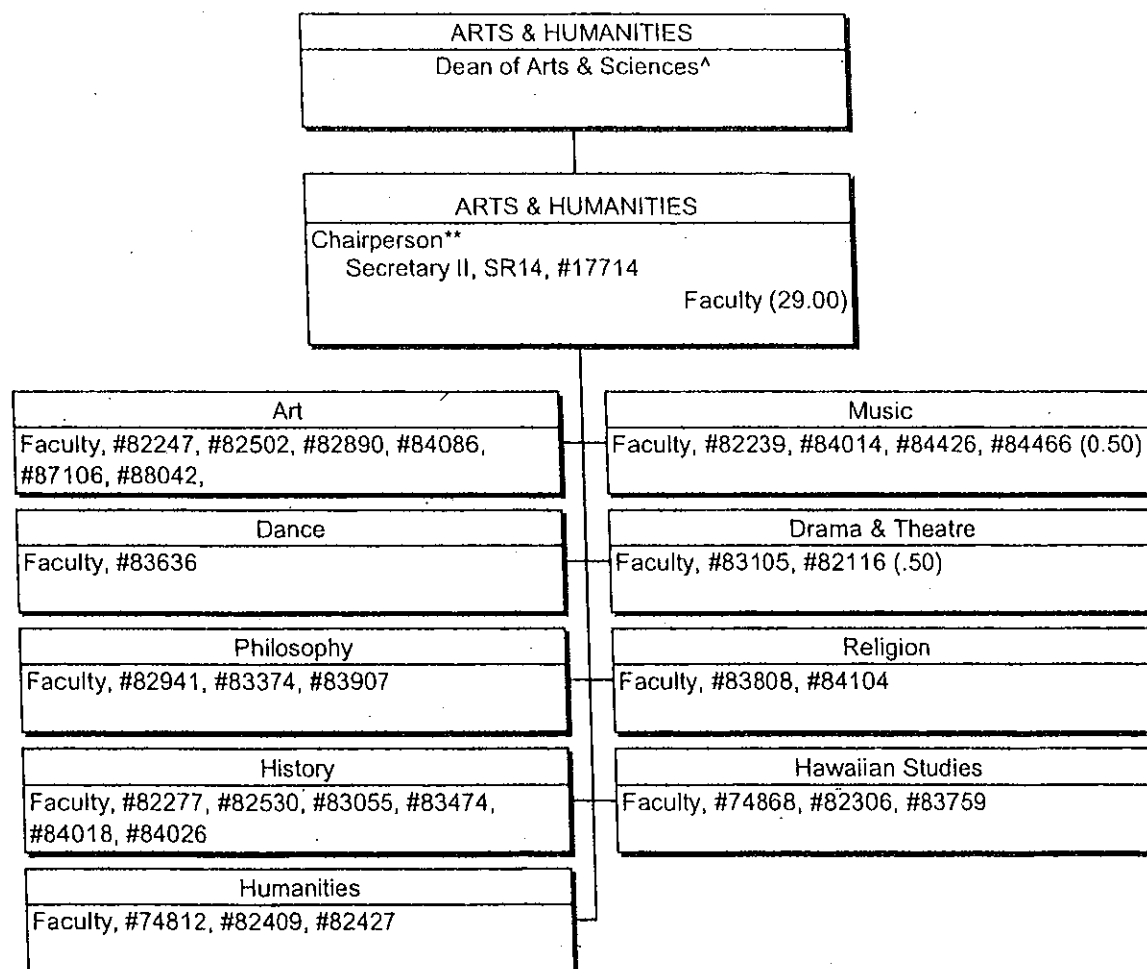 ARTS & HUMANITIES
Dean of Arts & Sciences^
ARTS & HUMANITIES
Chairperson**
Secretary II, SR14, #17714
Faculty (29.00)
Art
Faculty, #82247, #82502, #82890, #84086,
#87106, #88042,
Music
Faculty, #82239, #84014, #84426, #84466 (0.50)
Dance
Faculty, #83636
Drama & Theatre
Faculty, #83105, #82116 (.50)
Philosophy
Faculty, #82941, #83374, #83907
Religion
Faculty, #83808, #84104
History
Faculty, #82277, #82530, #83055, #83474,
#84018, #84026
Hawaiian Studies
Faculty, #74868, #82306, #83759
Humanities
Faculty, #74812, #82409, #82427